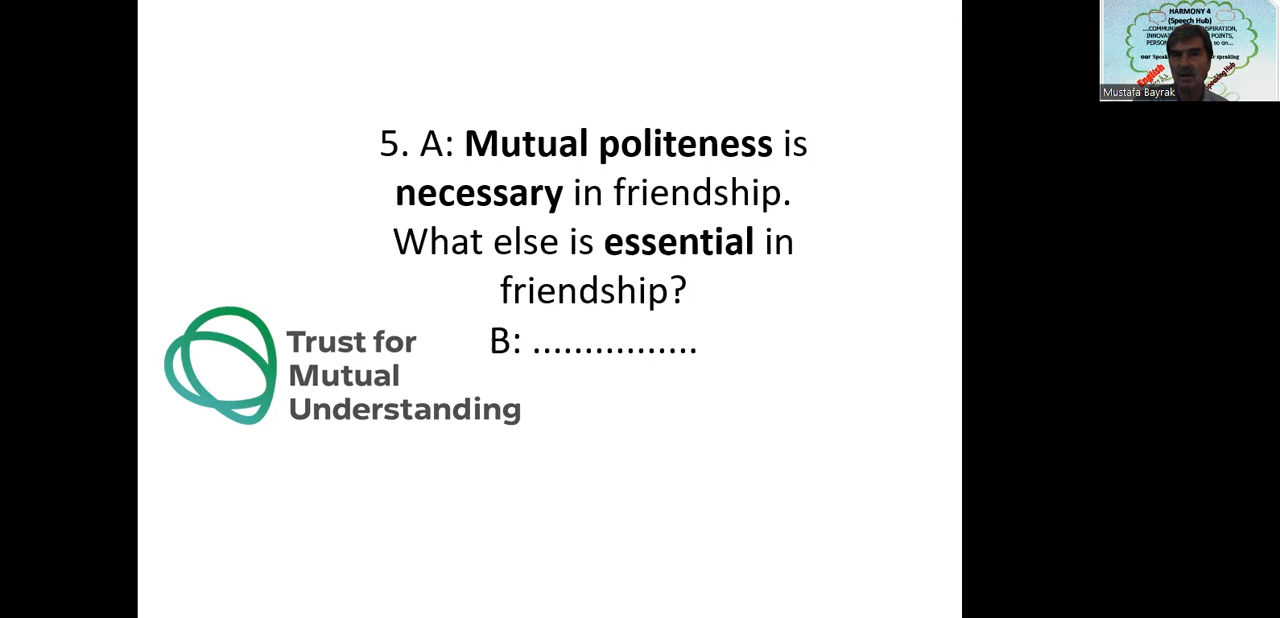 5. A: Mutual politeness is
necessary in friendship.
What else is essential in
friendship?
B: ................
Trust for
Mutual
Understanding
HARMONY 4
(Speech Hub)
English
Mustafa Bayrak